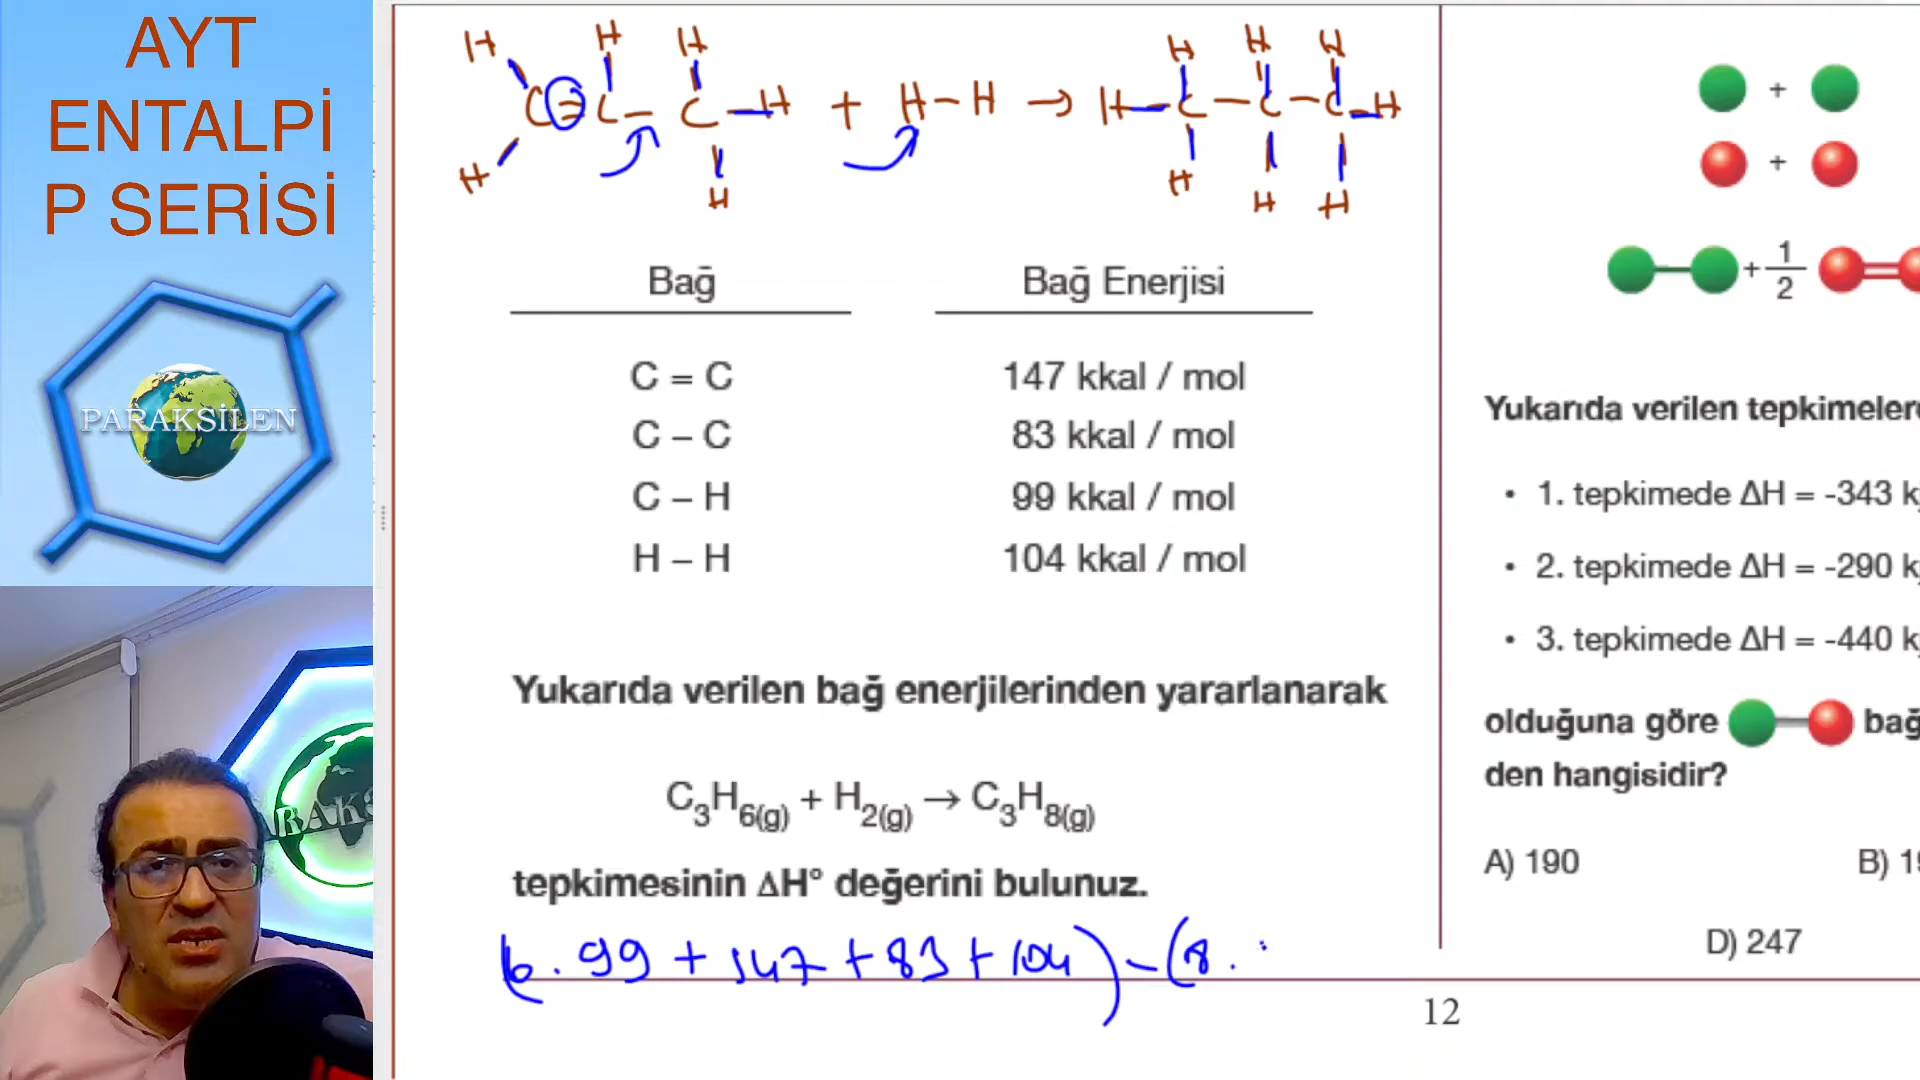 AYT
ENTALPİ
P SERİSİ
PARAKSİLEN
H H H H H H
C = C – C – H + H – H → H – C – C – C – H
H H H H H
Bağ Bağ Enerjisi
C = C 147 kkal / mol
C – C 83 kkal / mol
C – H 99 kkal / mol
H – H 104 kkal / mol
Yukarıda verilen bağ enerjilerinden yararlanarak
C3H6(g) + H2(g) → C3H8(g)
tepkimesinin ΔH° değerini bulunuz.
(6 . 99 + 147 + 83 + 104) – (8 .
+
+
+ 1/2
Yukarıda verilen
• 1. tepkimede ΔH = -343
• 2. tepkimede ΔH = -290
• 3. tepkimede ΔH = -440
olduğuna göre
den hangisidir?
A) 190 B)
D) 247
12